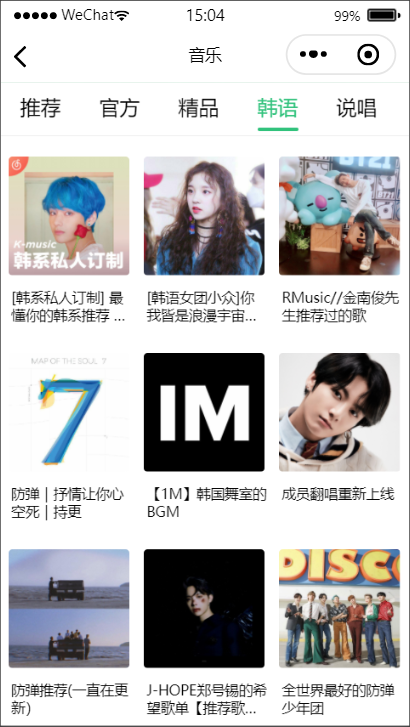 WeChat
15:04
99%
音乐
推荐
官方
精品
韩语
说唱
K-music
韩系私人订制
BT21
[韩系私人订制] 最
懂你的韩系推荐 ...
[韩语女团小众]你
我皆是浪漫宇宙...
RMusic//金南俊先
生推荐过的歌
MAP OF THE SOUL : 7
7
1M
防弹 | 抒情让你心
空死 | 持更
【1M】韩国舞室的
BGM
成员翻唱重新上线
DISCO
防弹推荐(一直在更
新)
J-HOPE郑号锡的希
望歌单【推荐歌...
全世界最好的防弹
少年团